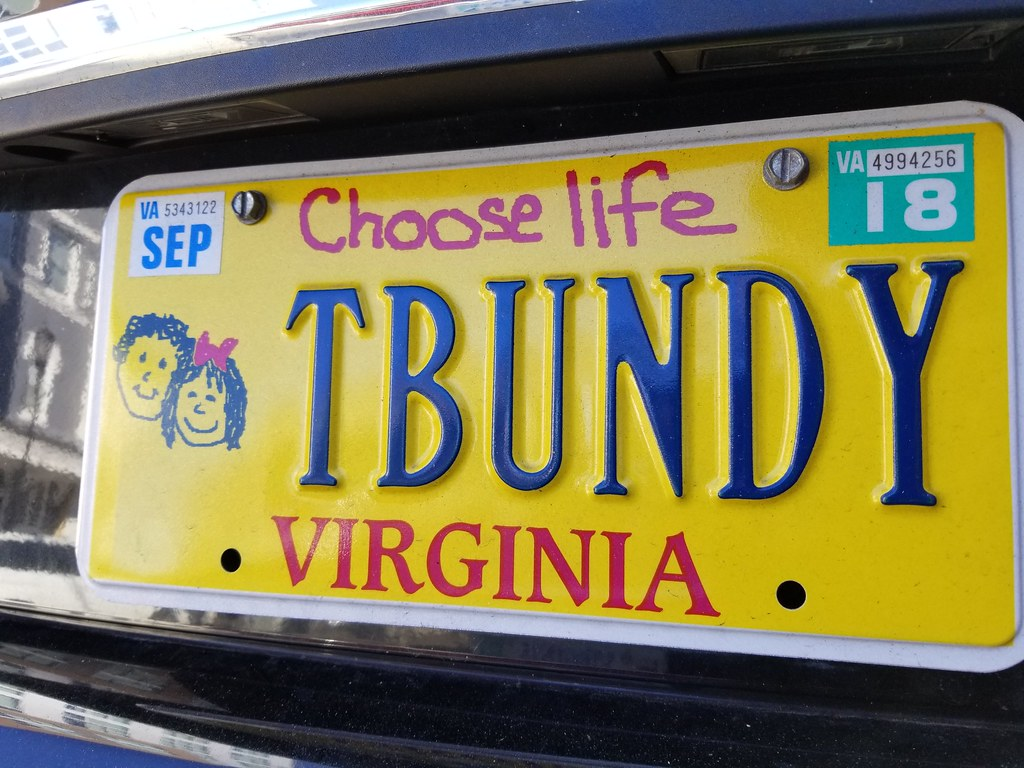 VA 5343122
SEP
Choose life
VA 4994256
18
TBUNDY
VIRGINIA